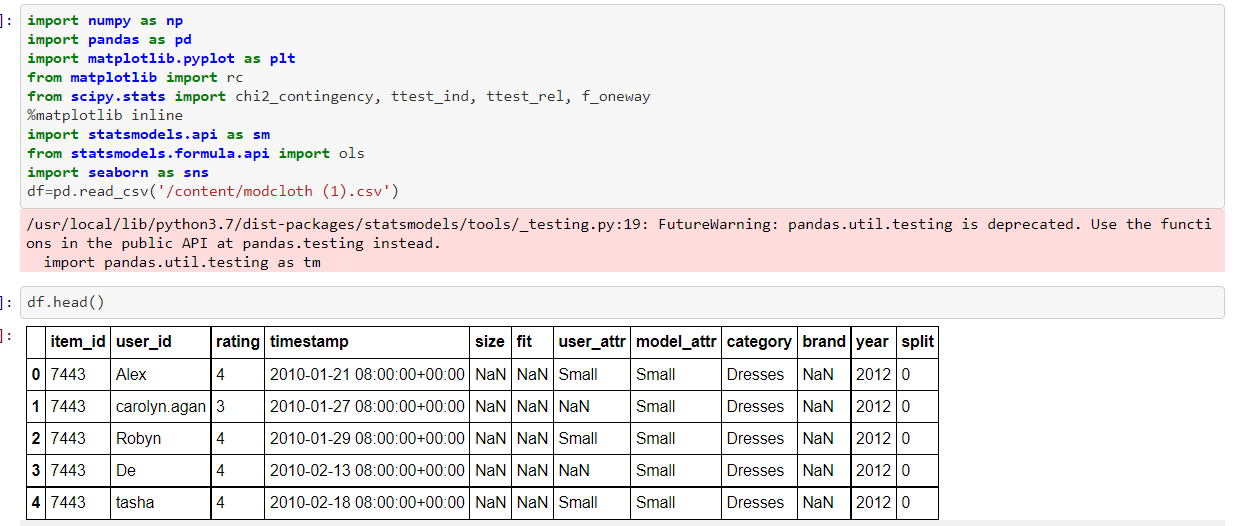 ]:
import numpy as np
import pandas as pd
import matplotlib.pyplot as plt
from matplotlib import rc
from scipy.stats import chi2_contingency, ttest_ind, ttest_rel, f_oneway
%matplotlib inline
import statsmodels.api as sm
from statsmodels.formula.api import ols
import seaborn as sns
df=pd.read_csv('/content/modcloth (1).csv')
/usr/local/lib/python3.7/dist-packages/statsmodels/tools/_testing.py:19: FutureWarning: pandas.util.testing is deprecated. Use the functi
ons in the public API at pandas.testing instead.
  import pandas.util.testing as tm
]: df.head()
]:
item_id user_id rating timestamp size fit user_attr model_attr category brand year split
0 7443 Alex 4 2010-01-21 08:00:00+00:00 NaN NaN Small Small Dresses NaN 2012 0
1 7443 carolyn.agan 3 2010-01-27 08:00:00+00:00 NaN NaN NaN Small Dresses NaN 2012 0
2 7443 Robyn 4 2010-01-29 08:00:00+00:00 NaN NaN Small Small Dresses NaN 2012 0
3 7443 De 4 2010-02-13 08:00:00+00:00 NaN NaN NaN Small Dresses NaN 2012 0
4 7443 tasha 4 2010-02-18 08:00:00+00:00 NaN NaN Small Small Dresses NaN 2012 0